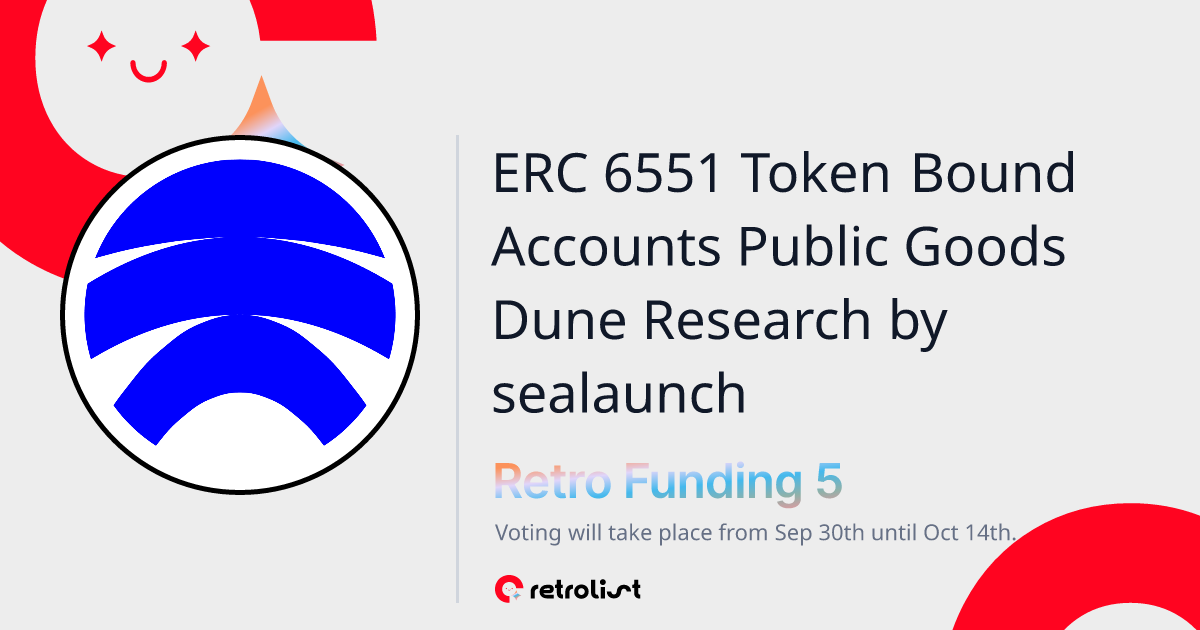 ERC 6551 Token Bound
Accounts Public Goods
Dune Research by
sealaunch
Retro Funding 5
Voting will take place from Sep 30th until Oct 14th.
retrolist